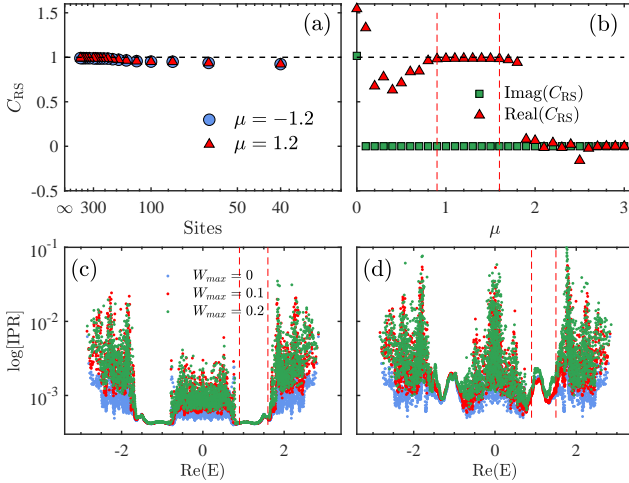 (a)
1.5
1
0.5
0
-0.5
C_RS
μ = −1.2
μ = 1.2
∞ 300 100 50 40
Sites
(b)
Imag(C_RS)
Real(C_RS)
0 1 2 3
μ
(c)
10^-1
10^-2
10^-3
log[IPR]
W_max = 0
W_max = 0.1
W_max = 0.2
-2 0 2
Re(E)
(d)
-2 0 2
Re(E)